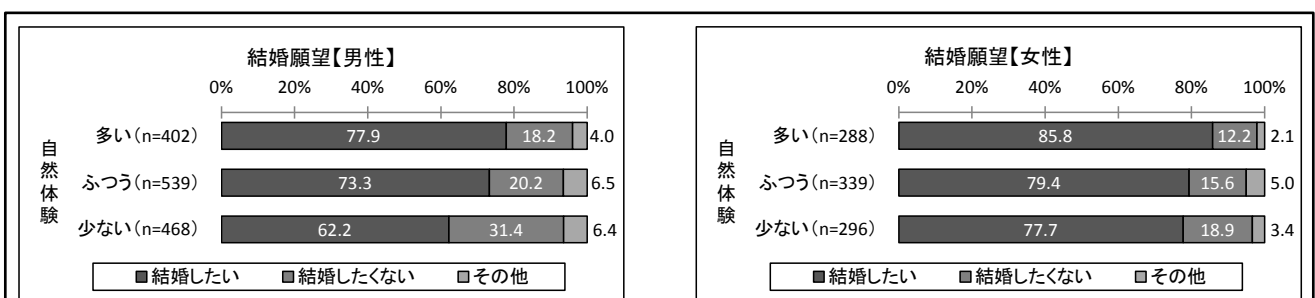 結婚願望【男性】
0% 20% 40% 60% 80% 100%
自然体験
多い(n=402) 77.9 18.2 4.0
ふつう(n=539) 73.3 20.2 6.5
少ない(n=468) 62.2 31.4 6.4
■結婚したい ■結婚したくない ■その他
結婚願望【女性】
0% 20% 40% 60% 80% 100%
自然体験
多い(n=288) 85.8 12.2 2.1
ふつう(n=339) 79.4 15.6 5.0
少ない(n=296) 77.7 18.9 3.4
■結婚したい ■結婚したくない ■その他